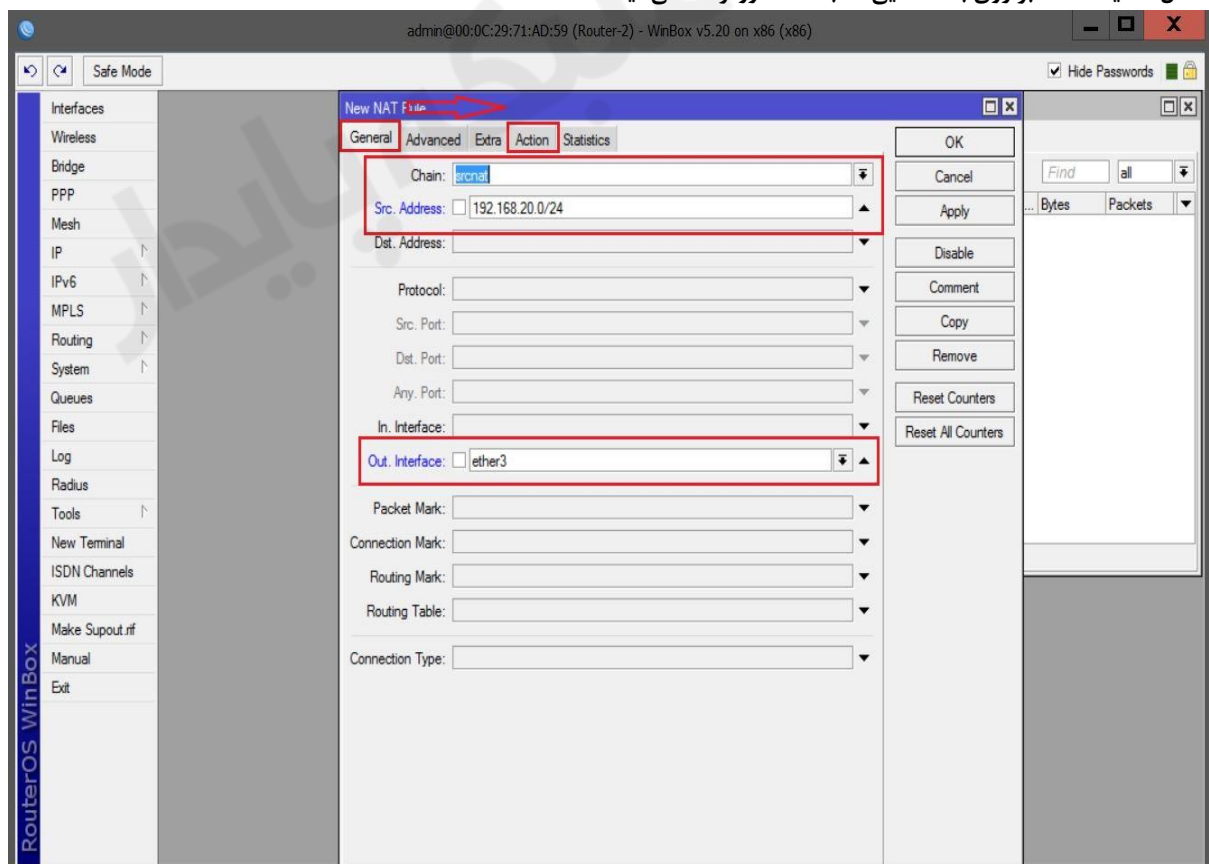 admin@00:0C:29:71:AD:59 (Router-2) - WinBox v5.20 on x86 (x86)
Safe Mode
Hide Passwords
Interfaces
Wireless
Bridge
PPP
Mesh
IP
IPv6
MPLS
Routing
System
Queues
Files
Log
Radius
Tools
New Terminal
ISDN Channels
KVM
Make Supout.rif
Manual
Exit
RouterOS WinBox
New NAT Rule
General Advanced Extra Action Statistics
Chain: srcnat
Src. Address: 192.168.20.0/24
Dst. Address:
Protocol:
Src. Port:
Dst. Port:
Any. Port:
In. Interface:
Out. Interface: ether3
Packet Mark:
Connection Mark:
Routing Mark:
Routing Table:
Connection Type:
OK
Cancel
Apply
Disable
Comment
Copy
Remove
Reset Counters
Reset All Counters
Find all
... Bytes Packets